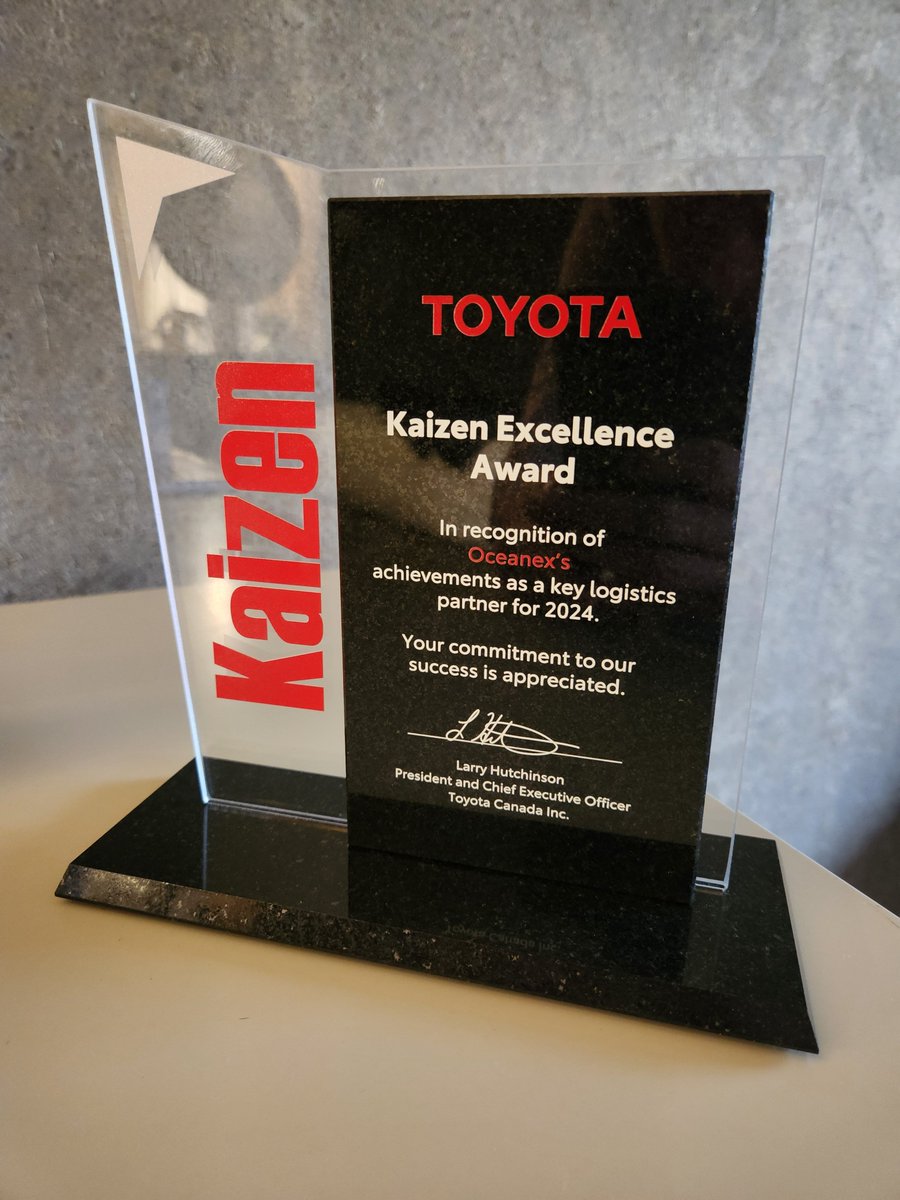 Kaizen
TOYOTA
Kaizen Excellence
Award
In recognition of
Oceanex's
achievements as a key logistics
partner for 2024.
Your commitment to our
success is appreciated.
Larry Hutchinson
President and Chief Executive Officer
Toyota Canada Inc.